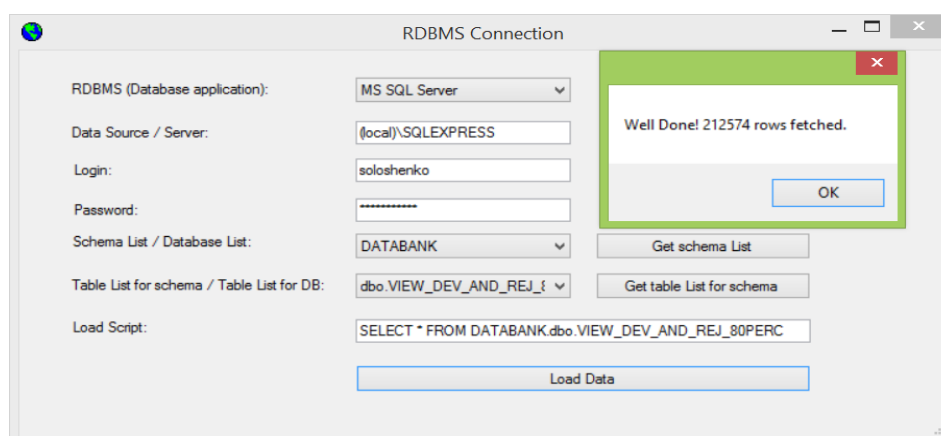 RDBMS Connection
RDBMS (Database application):
MS SQL Server
Well Done! 212574 rows fetched.
Data Source / Server:
(local)\SQLEXPRESS
Login:
soloshenko
OK
Password:
***********
Schema List / Database List:
DATABANK
Get schema List
Table List for schema / Table List for DB:
dbo.VIEW_DEV_AND_REJ_
Get table List for schema
Load Script:
SELECT * FROM DATABANK.dbo.VIEW_DEV_AND_REJ_80PERC
Load Data